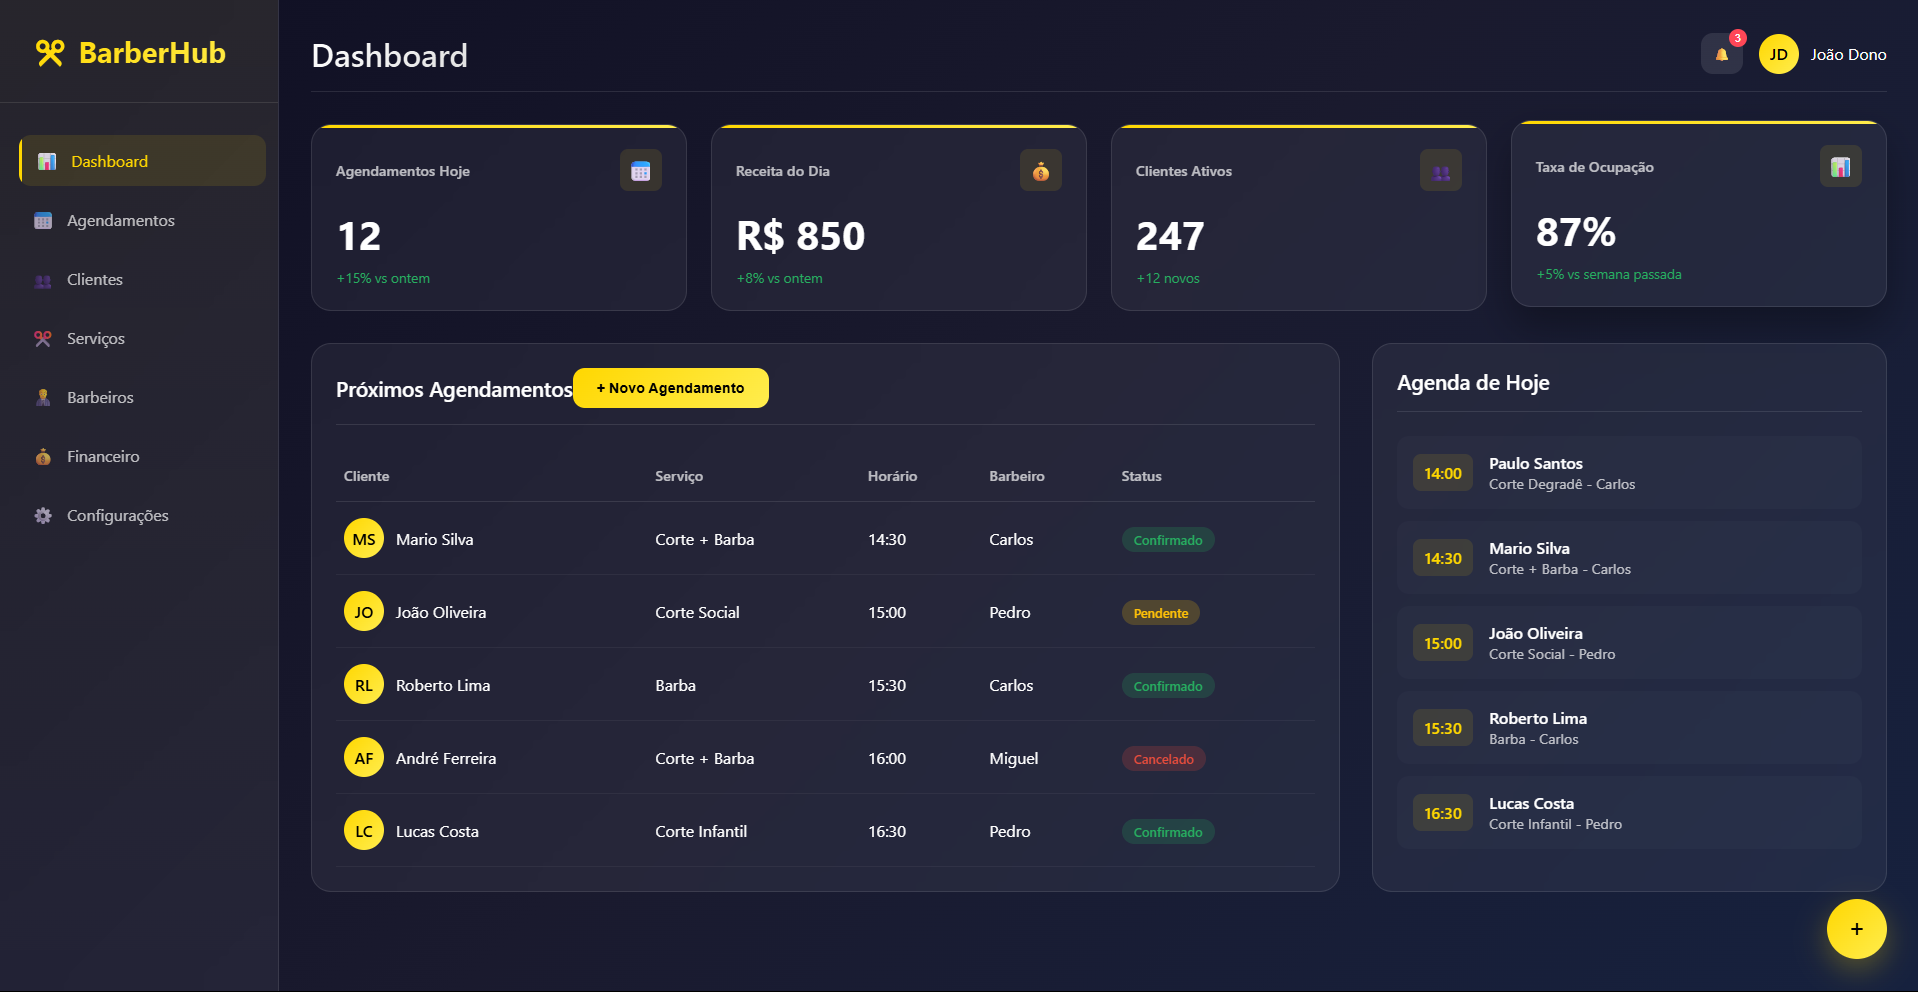 BarberHub
Dashboard
Agendamentos
Clientes
Serviços
Barbeiros
Financeiro
Configurações
Dashboard
3
JD
João Dono
Agendamentos Hoje
12
+15% vs ontem
Receita do Dia
R$ 850
+8% vs ontem
Clientes Ativos
247
+12 novos
Taxa de Ocupação
87%
+5% vs semana passada
Próximos Agendamentos
+ Novo Agendamento
Cliente Serviço Horário Barbeiro Status
MS Mario Silva Corte + Barba 14:30 Carlos Confirmado
JO João Oliveira Corte Social 15:00 Pedro Pendente
RL Roberto Lima Barba 15:30 Carlos Confirmado
AF André Ferreira Corte + Barba 16:00 Miguel Cancelado
LC Lucas Costa Corte Infantil 16:30 Pedro Confirmado
Agenda de Hoje
14:00
Paulo Santos
Corte Degradê - Carlos
14:30
Mario Silva
Corte + Barba - Carlos
15:00
João Oliveira
Corte Social - Pedro
15:30
Roberto Lima
Barba - Carlos
16:30
Lucas Costa
Corte Infantil - Pedro
+